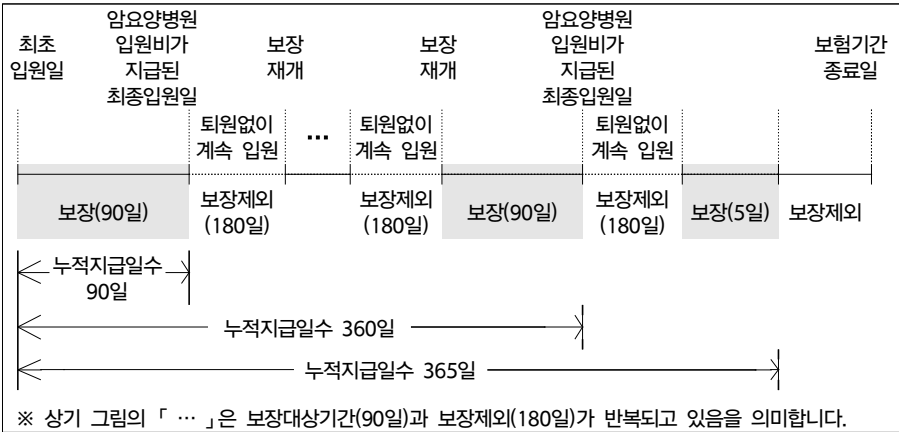 최초
입원일
암요양병원
입원비가
지급된
최종입원일
보장
재개
보장
재개
암요양병원
입원비가
지급된
최종입원일
보험기간
종료일
퇴원없이
계속 입원
...
퇴원없이
계속 입원
퇴원없이
계속 입원
보장(90일)
보장제외
(180일)
보장제외
(180일)
보장(90일)
보장제외
(180일)
보장(5일)
보장제외
누적지급일수
90일
누적지급일수 360일
누적지급일수 365일
※ 상기 그림의「 … 」은 보장대상기간(90일)과 보장제외(180일)가 반복되고 있음을 의미합니다.